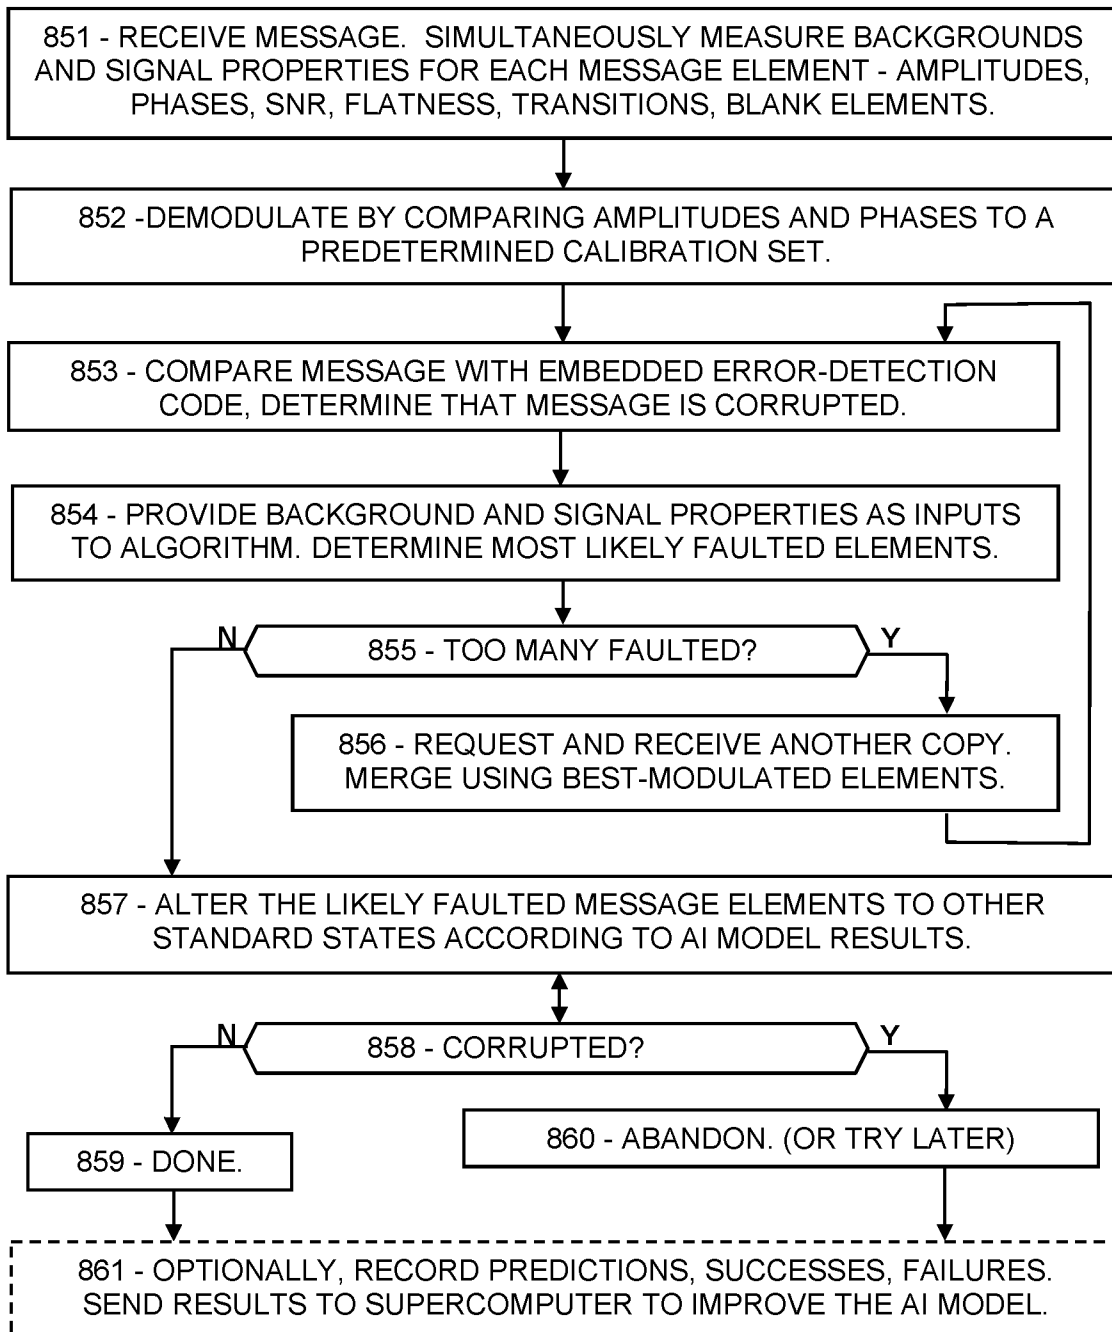 851 - RECEIVE MESSAGE. SIMULTANEOUSLY MEASURE BACKGROUNDS
AND SIGNAL PROPERTIES FOR EACH MESSAGE ELEMENT - AMPLITUDES,
PHASES, SNR, FLATNESS, TRANSITIONS, BLANK ELEMENTS.
852 -DEMODULATE BY COMPARING AMPLITUDES AND PHASES TO A
PREDETERMINED CALIBRATION SET.
853 - COMPARE MESSAGE WITH EMBEDDED ERROR-DETECTION
CODE, DETERMINE THAT MESSAGE IS CORRUPTED.
854 - PROVIDE BACKGROUND AND SIGNAL PROPERTIES AS INPUTS
TO ALGORITHM. DETERMINE MOST LIKELY FAULTED ELEMENTS.
N
855 - TOO MANY FAULTED?
Y
856 - REQUEST AND RECEIVE ANOTHER COPY.
MERGE USING BEST-MODULATED ELEMENTS.
857 - ALTER THE LIKELY FAULTED MESSAGE ELEMENTS TO OTHER
STANDARD STATES ACCORDING TO AI MODEL RESULTS.
N
858 - CORRUPTED?
Y
859 - DONE.
860 - ABANDON. (OR TRY LATER)
861 - OPTIONALLY, RECORD PREDICTIONS, SUCCESSES, FAILURES.
SEND RESULTS TO SUPERCOMPUTER TO IMPROVE THE AI MODEL.